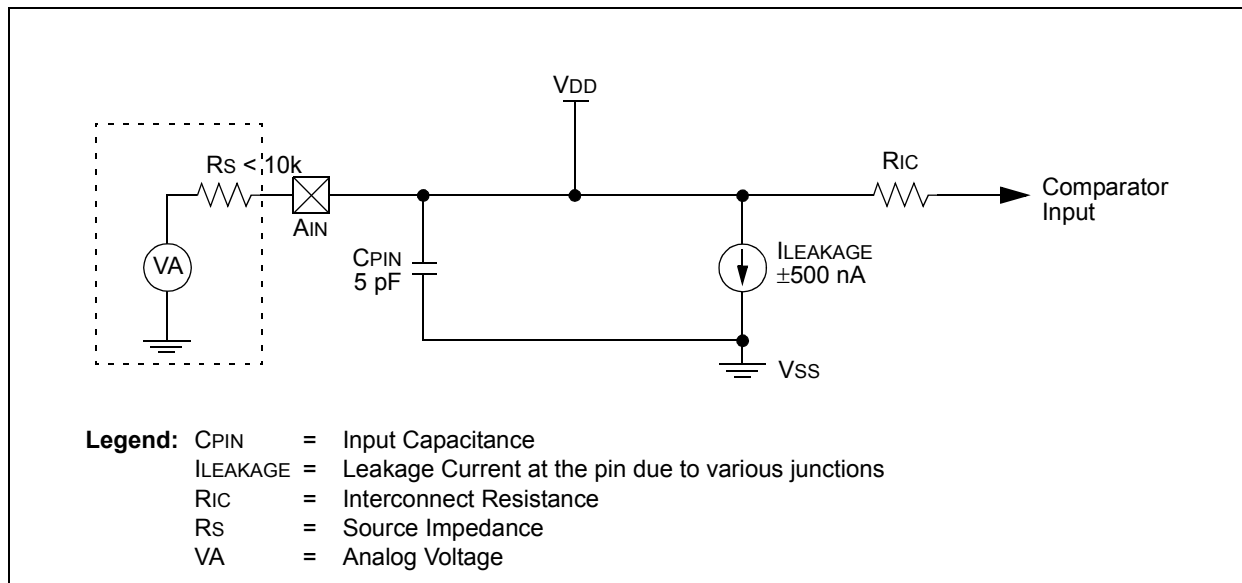 VDD
RS < 10k
RIC
AIN
Comparator
Input
VA
CPIN
5 pF
ILEAKAGE
±500 nA
VSS
Legend: CPIN = Input Capacitance
ILEAKAGE = Leakage Current at the pin due to various junctions
RIC = Interconnect Resistance
RS = Source Impedance
VA = Analog Voltage